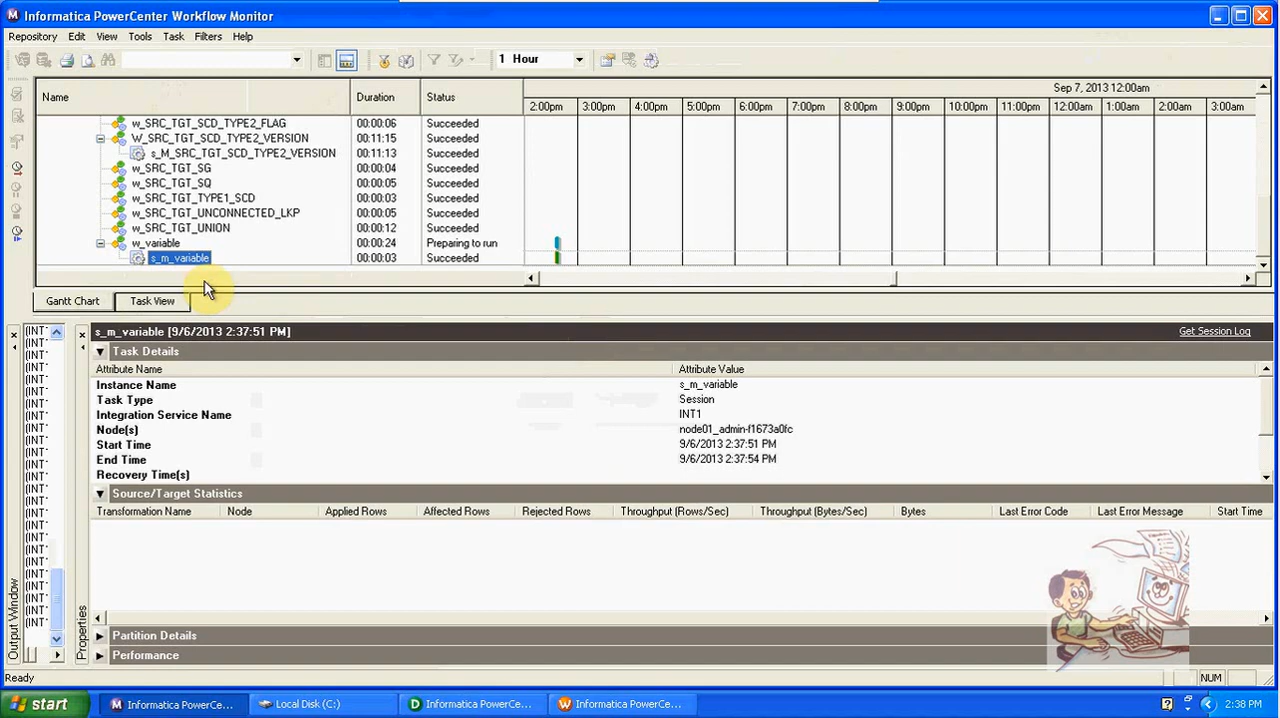 Informatica PowerCenter Workflow Monitor
Repository Edit View Tools Task Filters Help
1 Hour
Name Duration Status Sep 7, 2013 12:00am
2:00pm 3:00pm 4:00pm 5:00pm 6:00pm 7:00pm 8:00pm 9:00pm 10:00pm 11:00pm 12:00am 1:00am 2:00am 3:00am
w_SRC_TGT_SCD_TYPE2_FLAG 00:00:06 Succeeded
W_SRC_TGT_SCD_TYPE2_VERSION 00:11:15 Succeeded
s_M_SRC_TGT_SCD_TYPE2_VERSION 00:11:13 Succeeded
w_SRC_TGT_SG 00:00:04 Succeeded
w_SRC_TGT_SQ 00:00:05 Succeeded
w_SRC_TGT_TYPE1_SCD 00:00:03 Succeeded
w_SRC_TGT_UNCONNECTED_LKP 00:00:05 Succeeded
w_SRC_TGT_UNION 00:00:12 Succeeded
w_variable 00:00:24 Preparing to run
s_m_variable 00:00:03 Succeeded
Gantt Chart Task View
s_m_variable [9/6/2013 2:37:51 PM] Get Session Log
Task Details
Attribute Name Attribute Value
Instance Name s_m_variable
Task Type Session
Integration Service Name INT1
Node(s) node01_admin-f1673a0fc
Start Time 9/6/2013 2:37:51 PM
End Time 9/6/2013 2:37:54 PM
Recovery Time(s)
Source/Target Statistics
Transformation Name Node Applied Rows Affected Rows Rejected Rows Throughput (Rows/Sec) Throughput (Bytes/Sec) Bytes Last Error Code Last Error Message Start Time
Partition Details
Performance
Output Window
Properties
Ready NUM
start Informatica PowerCe... Local Disk (C:) Informatica PowerCe... Informatica PowerCe... 2:38 PM